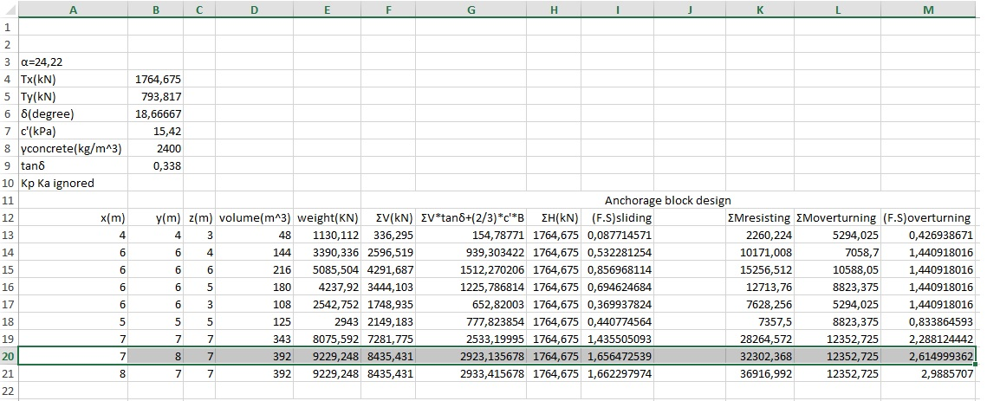 A B C D E F G H I J K L M
1
2
3 α=24,22
4 Tx(kN) 1764,675
5 Ty(kN) 793,817
6 δ(degree) 18,66667
7 c'(kPa) 15,42
8 γconcrete(kg/m^3) 2400
9 tanδ 0,338
10 Kp Ka ignored
11 Anchorage block design
12 x(m) y(m) z(m) volume(m^3) weight(KN) ΣV(kN) ΣV*tanδ+(2/3)*c'*B ΣH(kN) (F.S)sliding ΣMresisting ΣMoverturning (F.S)overturning
13 4 4 3 48 1130,112 336,295 154,78771 1764,675 0,087714571 2260,224 5294,025 0,426938671
14 6 6 4 144 3390,336 2596,519 939,303422 1764,675 0,532281254 10171,008 7058,7 1,440918016
15 6 6 6 216 5085,504 4291,687 1512,270206 1764,675 0,856968114 15256,512 10588,05 1,440918016
16 6 6 5 180 4237,92 3444,103 1225,786814 1764,675 0,694624684 12713,76 8823,375 1,440918016
17 6 6 3 108 2542,752 1748,935 652,82003 1764,675 0,369937824 7628,256 5294,025 1,440918016
18 5 5 5 125 2943 2149,183 777,823854 1764,675 0,440774564 7357,5 8823,375 0,833864593
19 7 7 7 343 8075,592 7281,775 2533,19995 1764,675 1,435505093 28264,572 12352,725 2,288124442
20 7 8 7 392 9229,248 8435,431 2923,135678 1764,675 1,656472539 32302,368 12352,725 2,614999362
21 8 7 7 392 9229,248 8435,431 2933,415678 1764,675 1,662297974 36916,992 12352,725 2,9885707
22